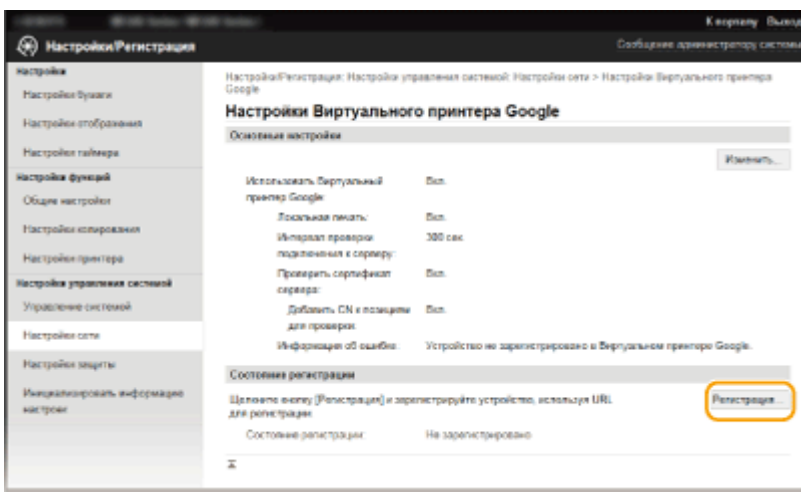 К порталу Выход
Настройки/Регистрация
Сообщение администратору системы
Настройки
Настройки бумаги
Настройки отображения
Настройки таймера
Настройки функций
Общие настройки
Настройки копирования
Настройки принтера
Настройки управления системой
Управление системой
Настройки сети
Настройки защиты
Инициализировать информацию
настроек
Настройки/Регистрация: Настройки управления системой: Настройки сети > Настройки Виртуального принтера
Google
Настройки Виртуального принтера Google
Основные настройки
Изменить...
Использовать Виртуальный Вкл.
принтер Google:
Локальная печать: Вкл.
Интервал проверки 300 сек
подключения к серверу:
Проверить сертификат Вкл.
сервера:
Добавить CN к позициям Вкл.
для проверки:
Информация об ошибке: Устройство не зарегистрировано в Виртуальном принтере Google.
Состояние регистрации
Щелкните кнопку [Регистрация] и зарегистрируйте устройство, используя URL Регистрация...
для регистрации.
Состояние регистрации: Не зарегистрировано